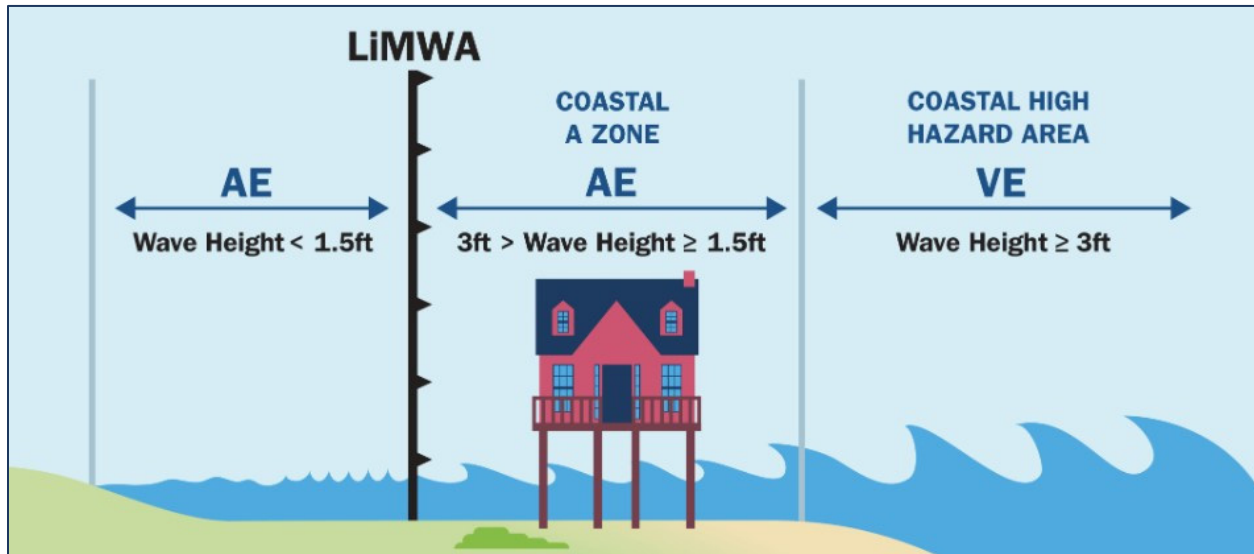 LiMWA
COASTAL
A ZONE
COASTAL HIGH
HAZARD AREA
AE
AE
VE
Wave Height < 1.5ft
3ft > Wave Height ≥ 1.5ft
Wave Height ≥ 3ft